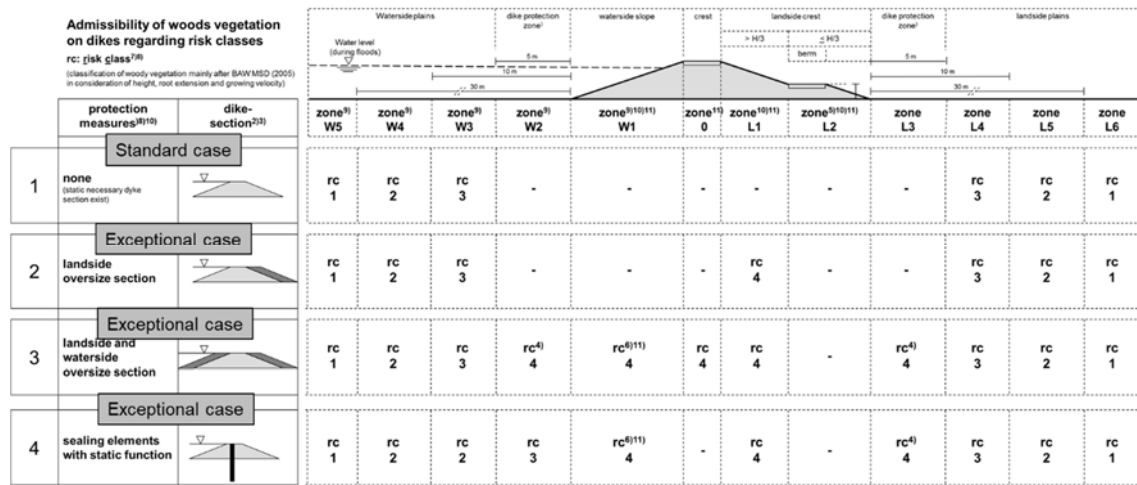 Admissibility of woods vegetation
on dikes regarding risk classes
rc: risk class⁷⁾⁸⁾
(classification of woody vegetation mainly after BAW MSD (2005)
in consideration of height, root extension and growing velocity)
Waterside plains
dike protection
zone
waterside slope
crest
landside crest
dike protection
zone
landside plains
> H/3
≤ H/3
berm
Water level
(during floods)
5 m
10 m
30 m
5 m
10 m
30 m
protection
measures⁾⁸⁾¹⁰⁾
dike-
section²⁾³⁾
zone⁹⁾
W5
zone⁹⁾
W4
zone⁹⁾
W3
zone⁹⁾
W2
zone⁹⁾¹⁰⁾¹¹⁾
W1
zone¹¹⁾
0
zone¹⁰⁾¹¹⁾
L1
zone⁵⁾¹⁰⁾¹¹⁾
L2
zone
L3
zone
L4
zone
L5
zone
L6
Standard case
1
none
(static necessary dyke
section exist)
rc rc rc - - - - - - rc rc rc
1 2 3 3 2 1
Exceptional case
2
landside
oversize section
rc rc rc - - - rc - - rc rc rc
1 2 3 4 3 2 1
Exceptional case
3
landside and
waterside
oversize section
rc rc rc rc⁴⁾ rc⁶⁾¹¹⁾ rc rc - rc⁴⁾ rc rc rc
1 2 3 4 4 4 4 4 3 2 1
Exceptional case
4
sealing elements
with static function
rc rc rc rc rc⁶⁾¹¹⁾ - rc - rc⁴⁾ rc rc rc
1 2 2 3 4 4 4 3 2 1